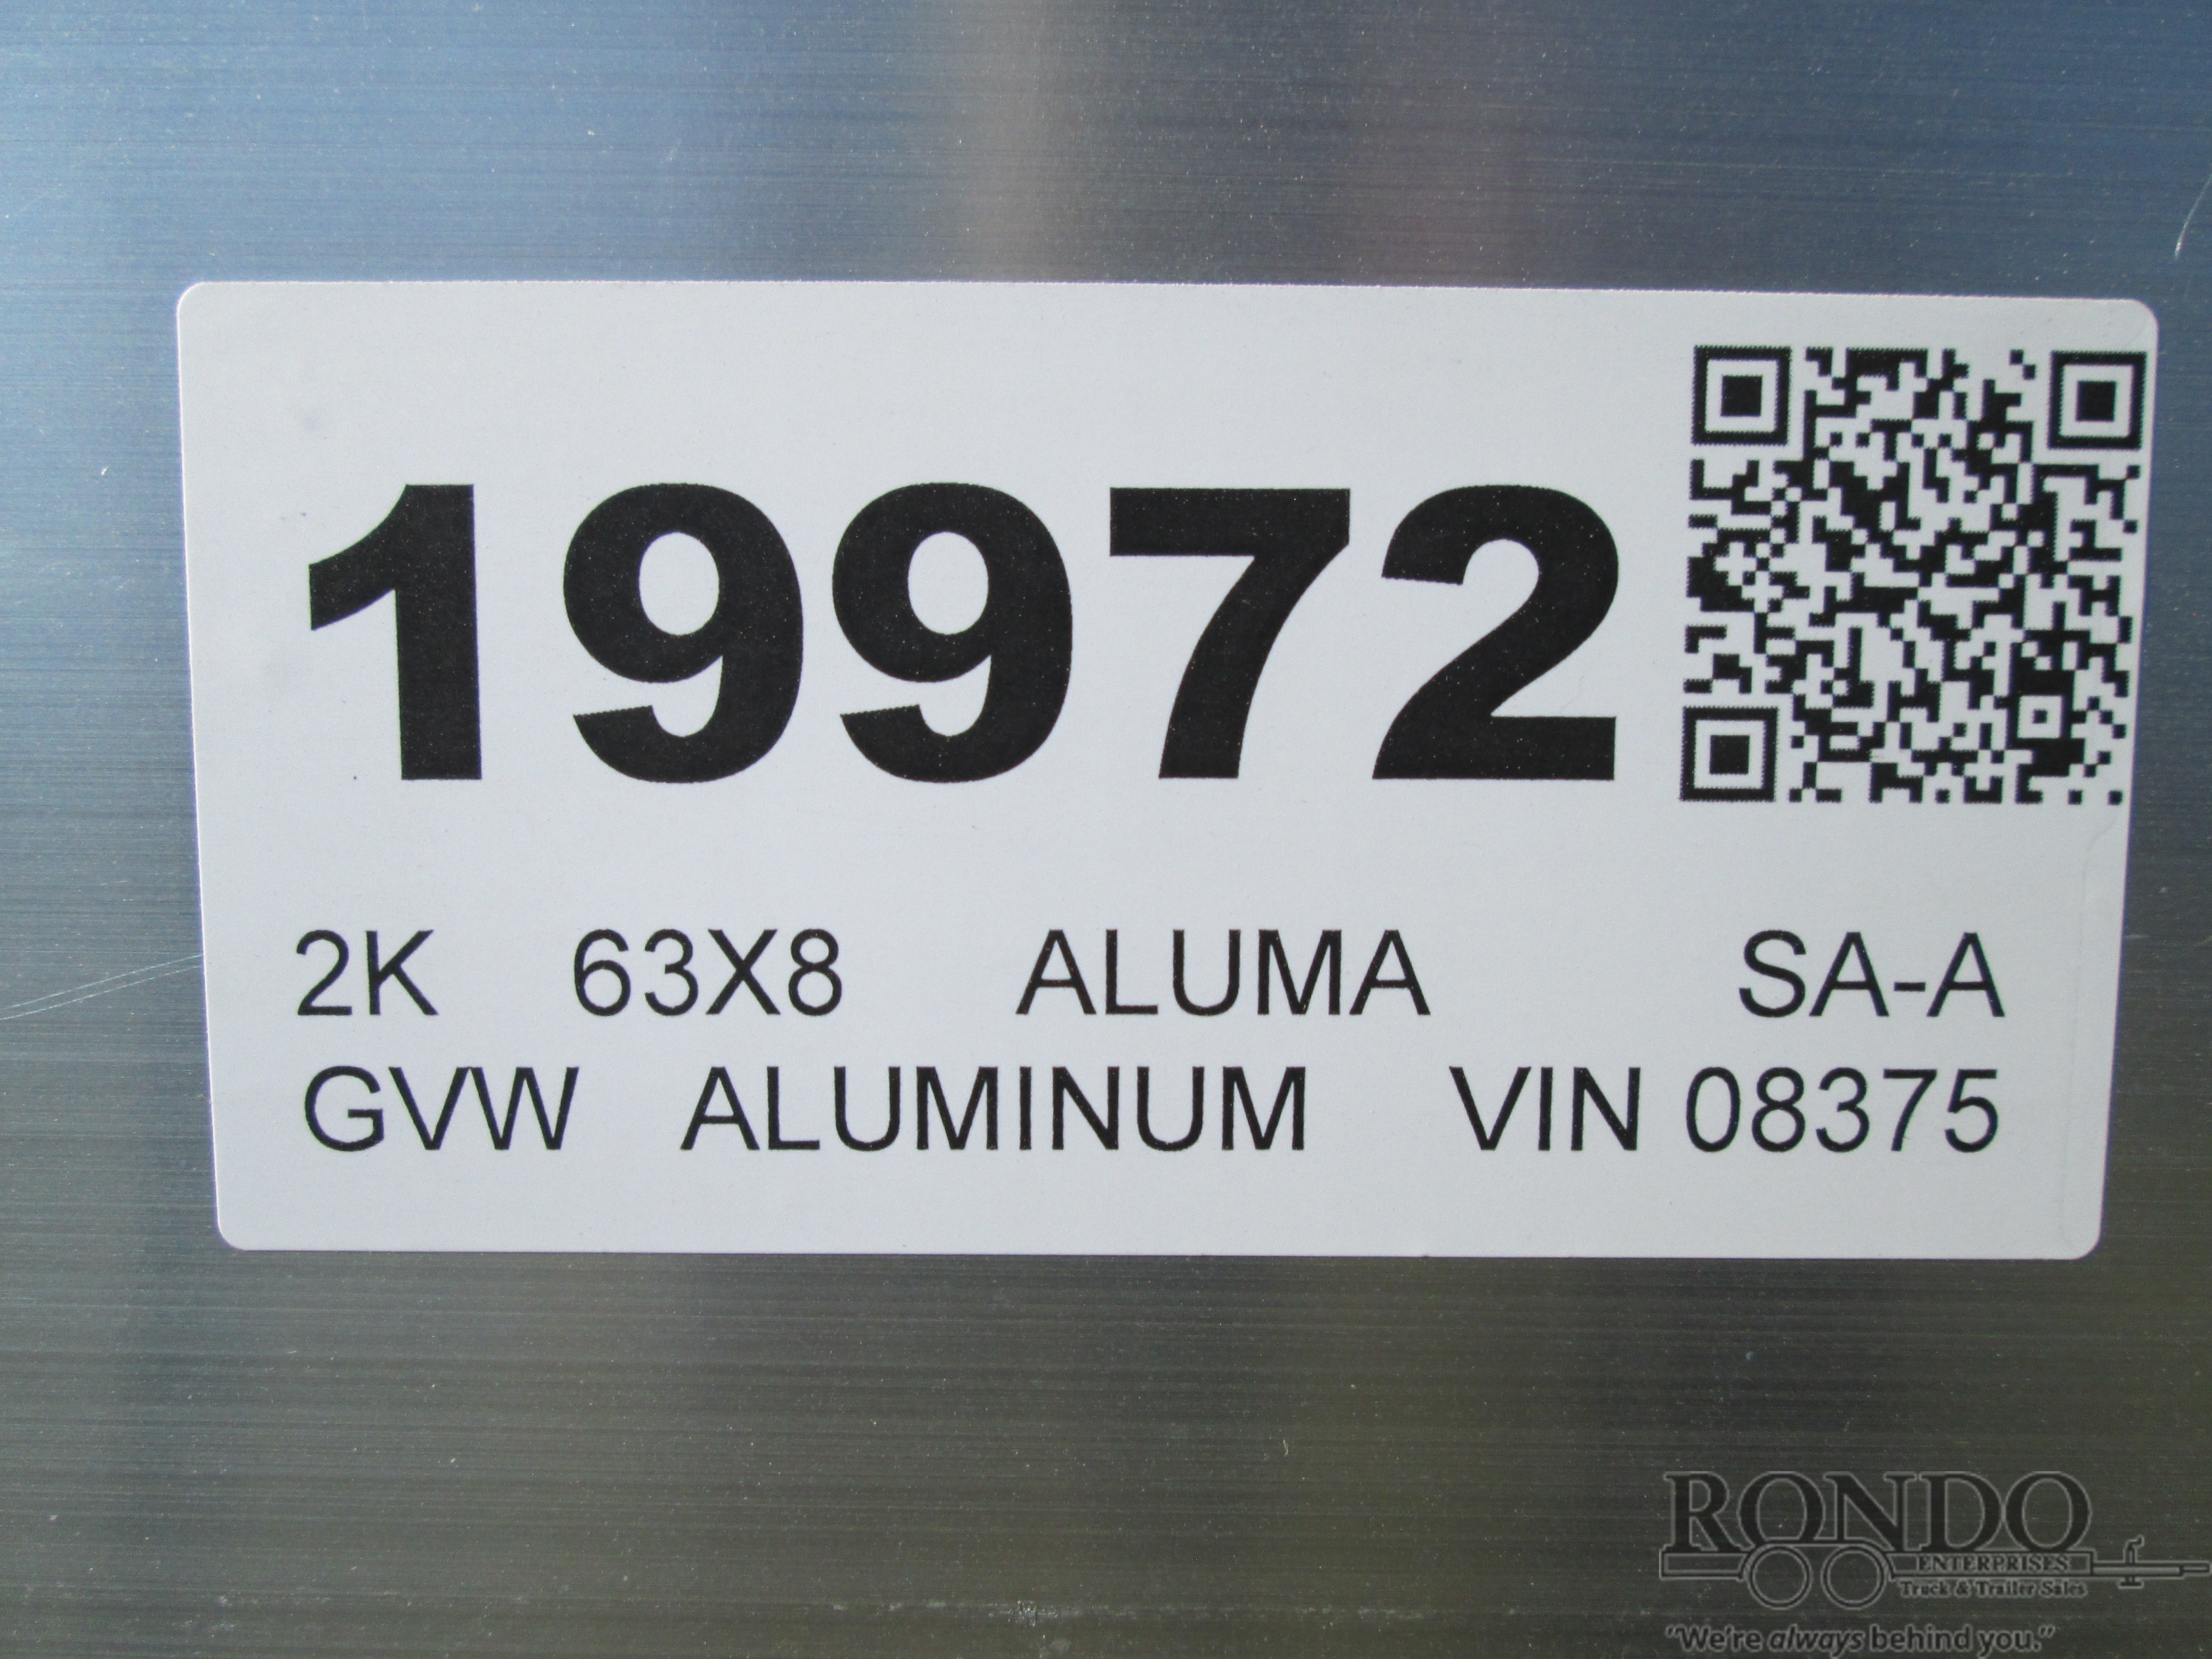 19972
2K 63X8 ALUMA SA-A
GVW ALUMINUM VIN 08375
RONDO
ENTERPRISES
Truck & Trailer Sales
"We're always behind you."